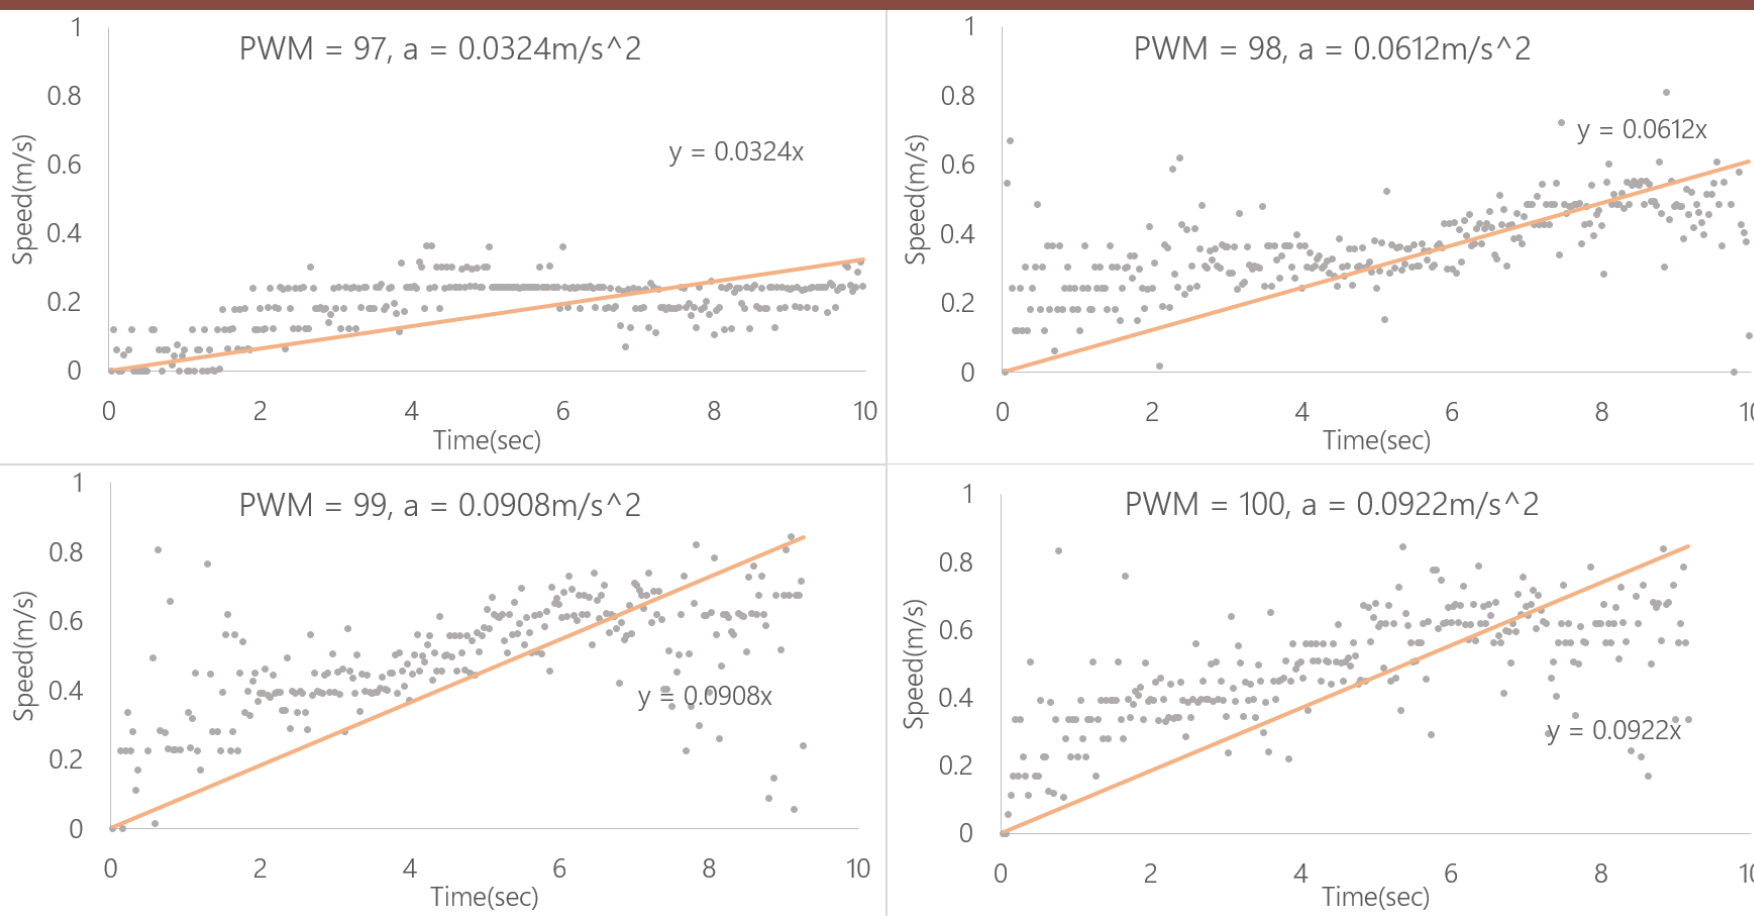 PWM = 97, a = 0.0324m/s^2
1
0.8
0.6
0.4
0.2
0
Speed(m/s)
y = 0.0324x
0 2 4 6 8 10
Time(sec)
PWM = 98, a = 0.0612m/s^2
1
0.8
0.6
0.4
0.2
0
Speed(m/s)
y = 0.0612x
0 2 4 6 8 10
Time(sec)
PWM = 99, a = 0.0908m/s^2
1
0.8
0.6
0.4
0.2
0
Speed(m/s)
y = 0.0908x
0 2 4 6 8 10
Time(sec)
PWM = 100, a = 0.0922m/s^2
1
0.8
0.6
0.4
0.2
0
Speed(m/s)
y = 0.0922x
0 2 4 6 8 10
Time(sec)